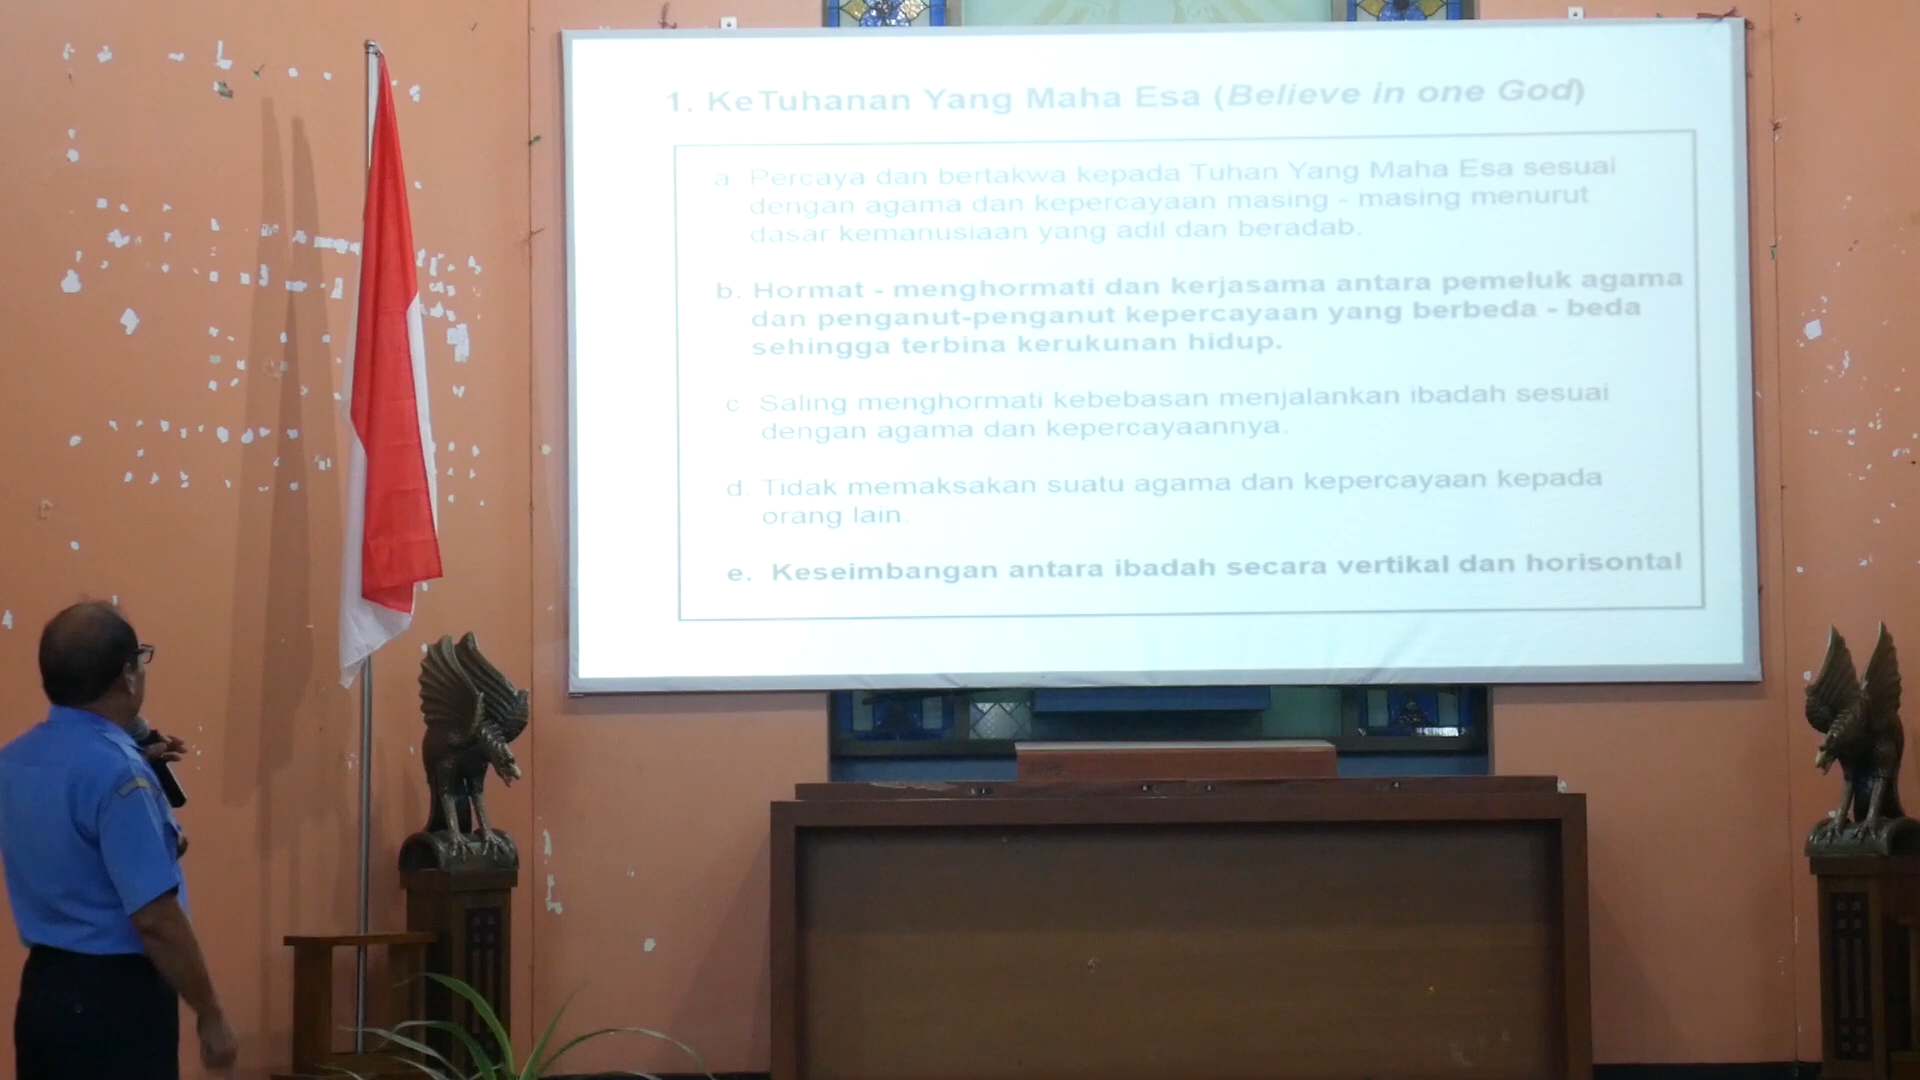 1. KeTuhanan Yang Maha Esa (Believe in one God)
a Percaya dan bertakwa kepada Tuhan Yang Maha Esa sesuai
dengan agama dan kepercayaan masing - masing menurut
dasar kemanusiaan yang adil dan beradab.
b. Hormat - menghormati dan kerjasama antara pemeluk agama
dan penganut-penganut kepercayaan yang berbeda - beda
sehingga terbina kerukunan hidup.
c Saling menghormati kebebasan menjalankan ibadah sesuai
dengan agama dan kepercayaannya.
d. Tidak memaksakan suatu agama dan kepercayaan kepada
orang lain.
e. Keseimbangan antara ibadah secara vertikal dan horisontal